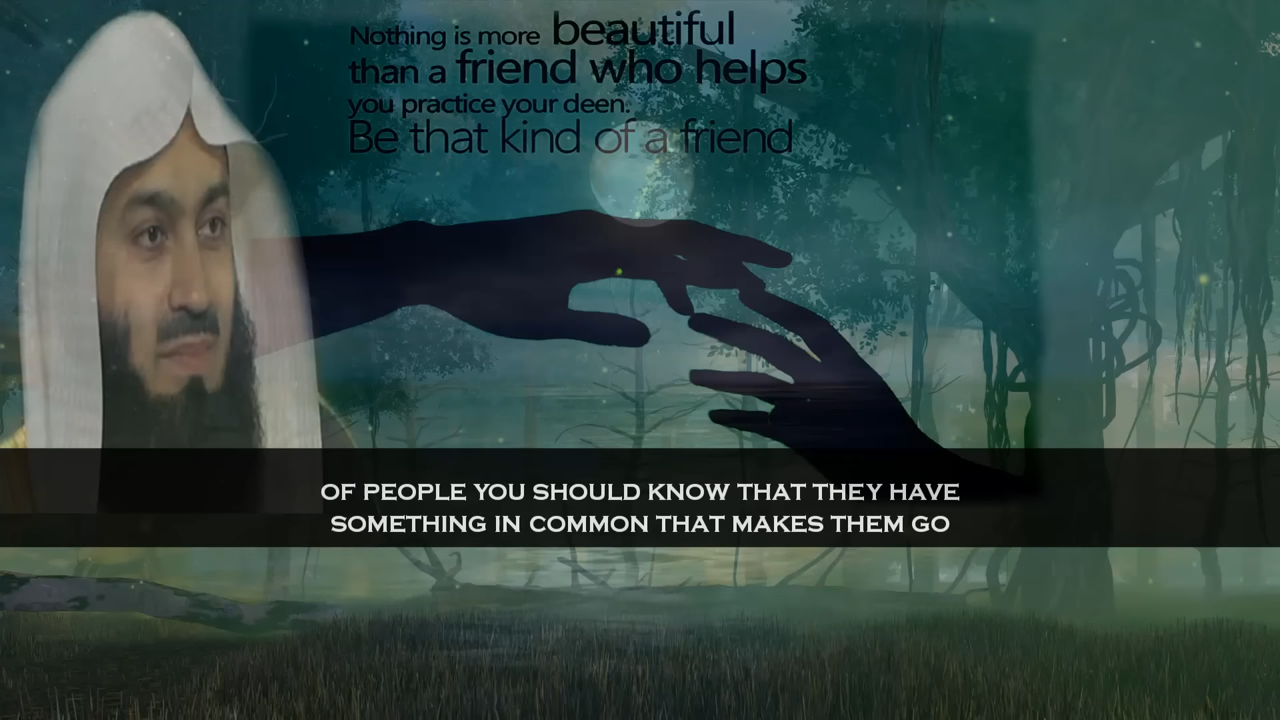 Nothing is more beautiful
than a friend who helps
you practice your deen.
Be that kind of a friend
OF PEOPLE YOU SHOULD KNOW THAT THEY HAVE
SOMETHING IN COMMON THAT MAKES THEM GO